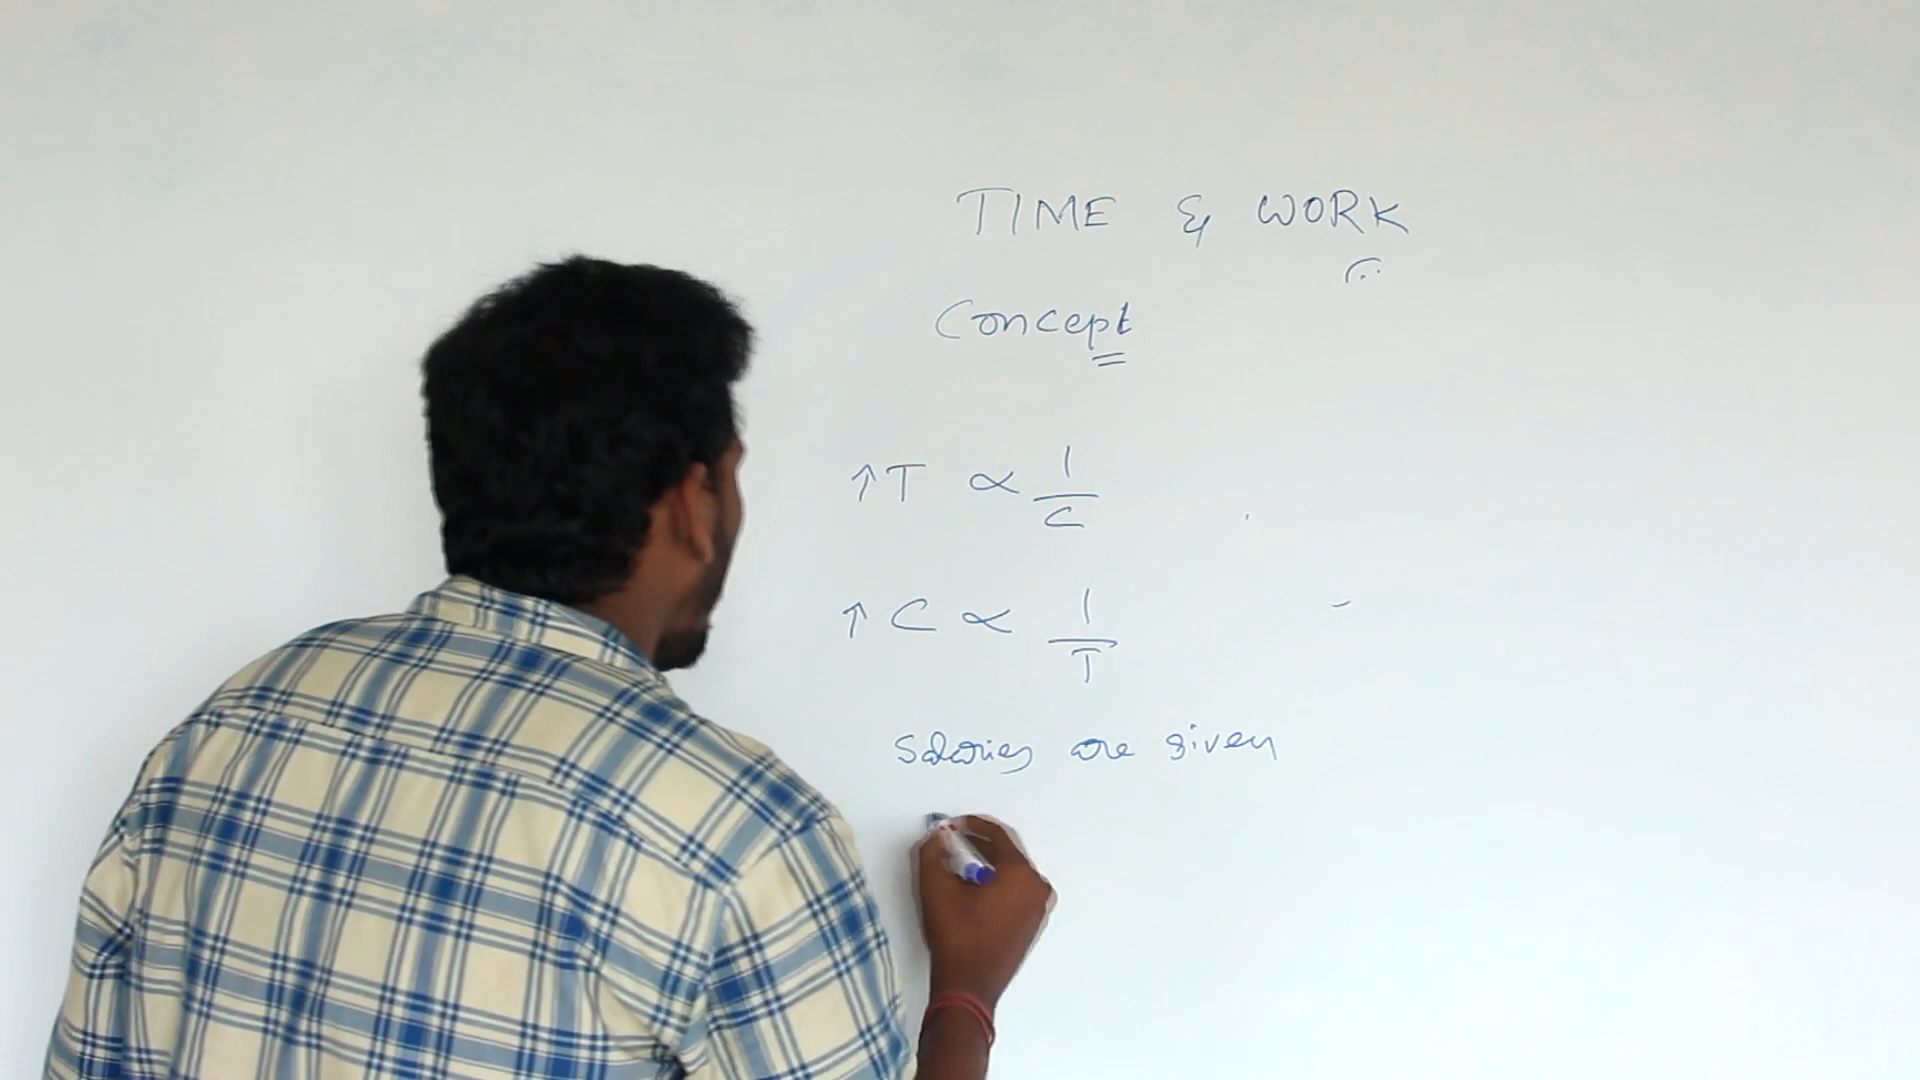 TIME & WORK
Concept
↑T ∝ 1/C
↑ C ∝ 1/T
Salaries are given